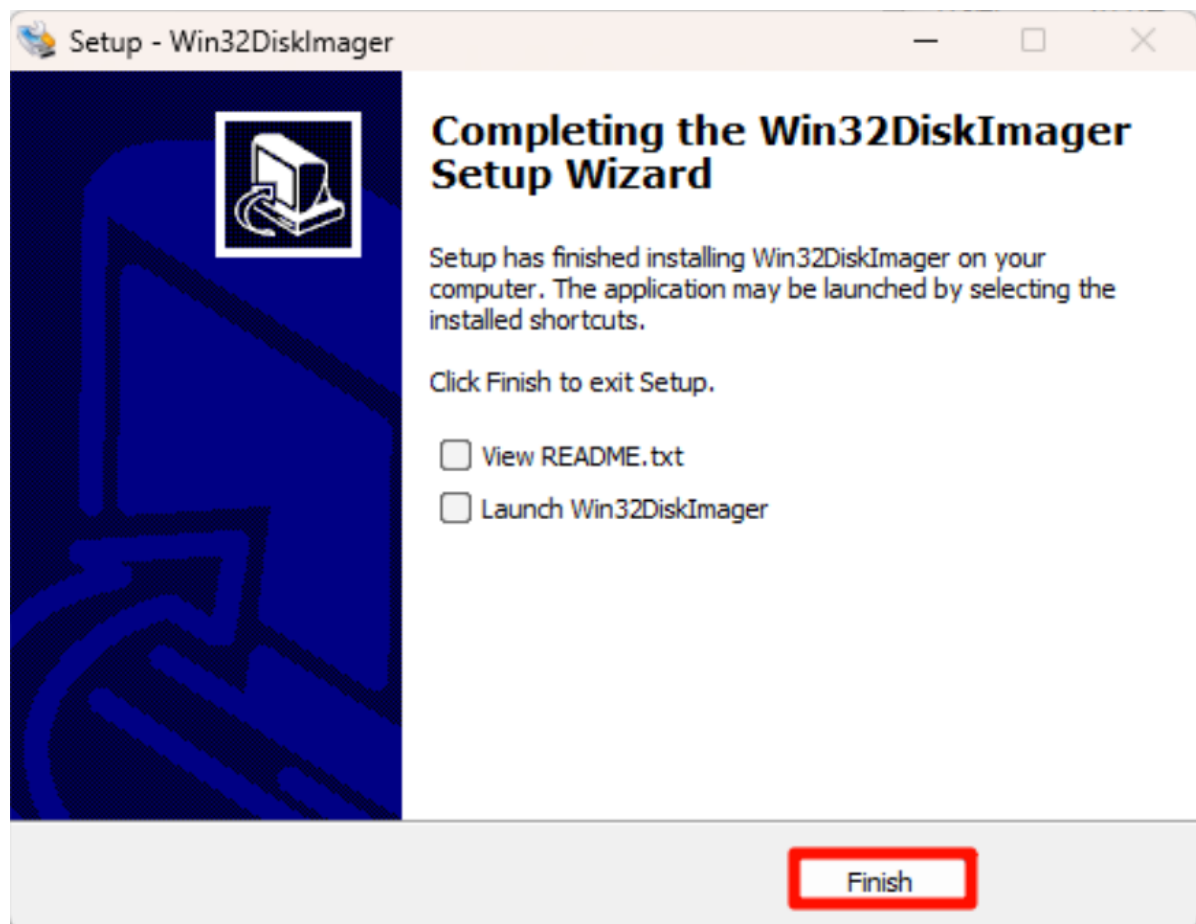 Setup - Win32DiskImager
Completing the Win32DiskImager
Setup Wizard
Setup has finished installing Win32DiskImager on your
computer. The application may be launched by selecting the
installed shortcuts.
Click Finish to exit Setup.
View README.txt
Launch Win32DiskImager
Finish